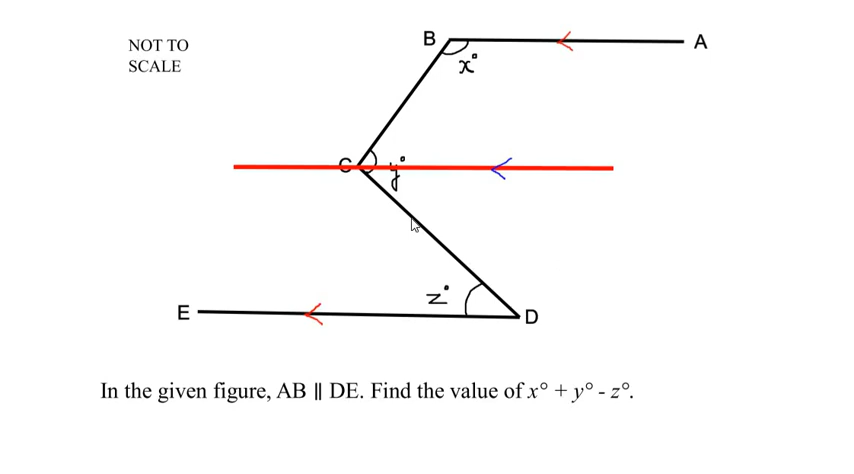 NOT TO
SCALE
B
A
x°
C
y°
z°
E
D
In the given figure, AB || DE. Find the value of x° + y° - z°.